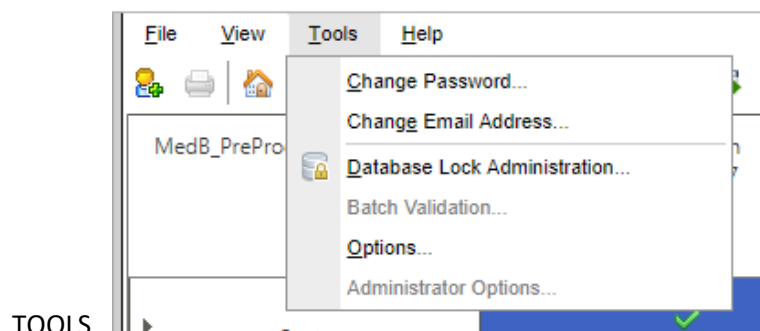 File View Tools Help
Change Password...
Change Email Address...
MedB_PrePro
Database Lock Administration...
Batch Validation...
Options...
Administrator Options...
TOOLS